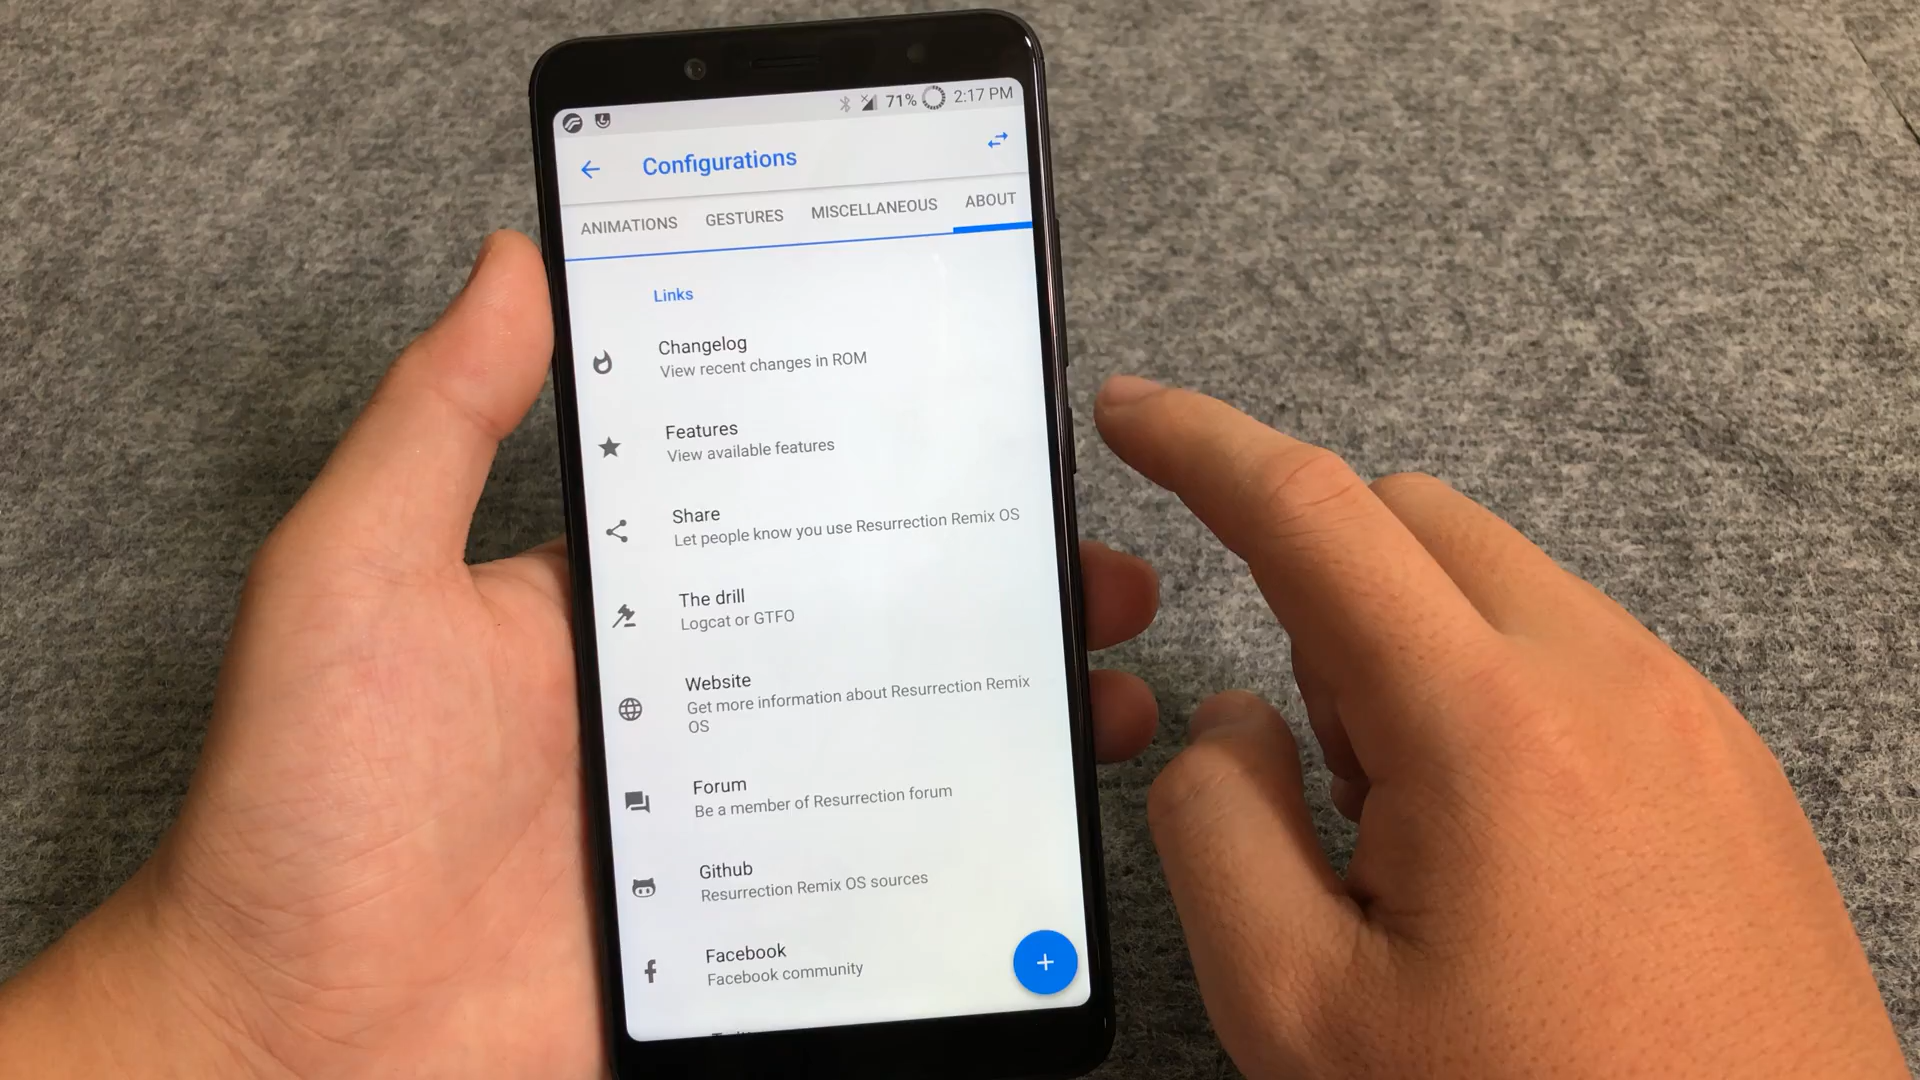 71% 2:17 PM
Configurations
ANIMATIONS GESTURES MISCELLANEOUS ABOUT
Links
Changelog
View recent changes in ROM
Features
View available features
Share
Let people know you use Resurrection Remix OS
The drill
Logcat or GTFO
Website
Get more information about Resurrection Remix
OS
Forum
Be a member of Resurrection forum
Github
Resurrection Remix OS sources
Facebook
Facebook community